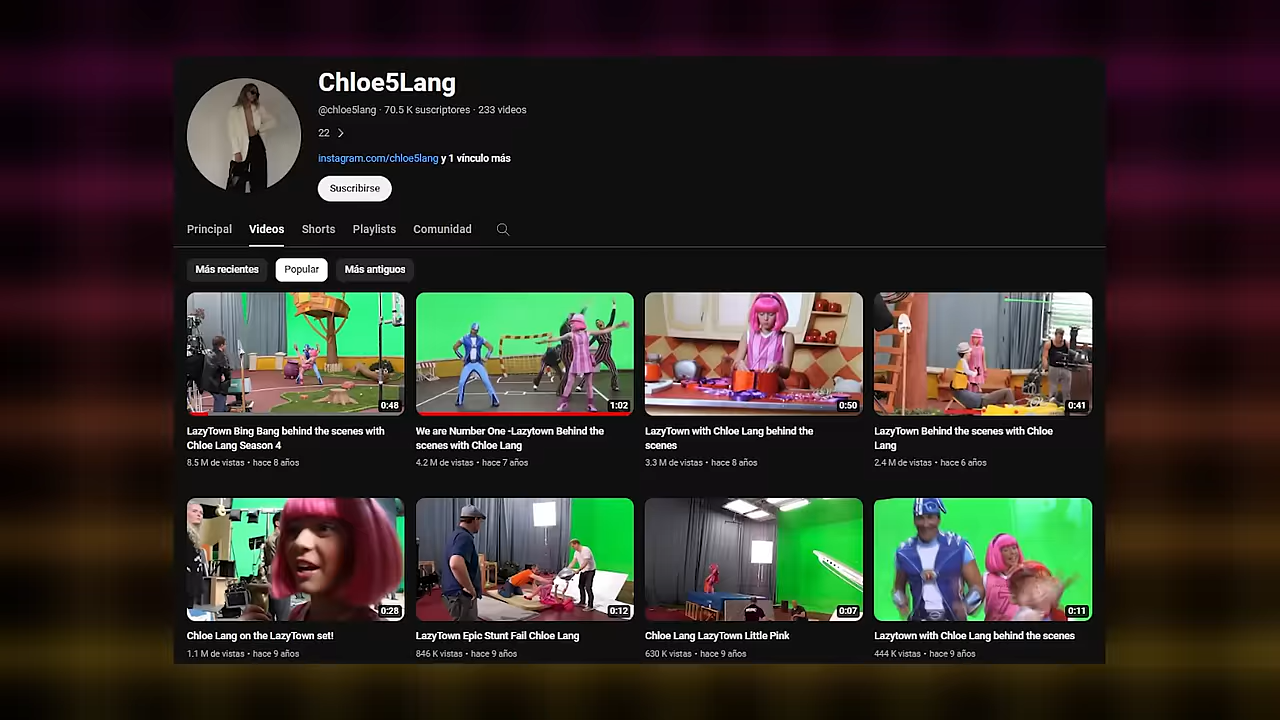 Chloe5Lang
@chloe5lang · 70.5 K suscriptores · 233 videos
22 >
instagram.com/chloe5lang y 1 vínculo más
Suscribirse
Principal Videos Shorts Playlists Comunidad
Más recientes Popular Más antiguos
0:48 1:02 0:50 0:41
LazyTown Bing Bang behind the scenes with
Chloe Lang Season 4
8.5 M de vistas • hace 8 años
We are Number One -Lazytown Behind the
scenes with Chloe Lang
4.2 M de vistas • hace 7 años
LazyTown with Chloe Lang behind the
scenes
3.3 M de vistas • hace 8 años
LazyTown Behind the scenes with Chloe
Lang
2.4 M de vistas • hace 6 años
0:28 0:12 0:07 0:11
Chloe Lang on the LazyTown set!
1.1 M de vistas • hace 9 años
LazyTown Epic Stunt Fail Chloe Lang
846 K vistas • hace 9 años
Chloe Lang LazyTown Little Pink
630 K vistas • hace 9 años
Lazytown with Chloe Lang behind the scenes
444 K vistas • hace 9 años